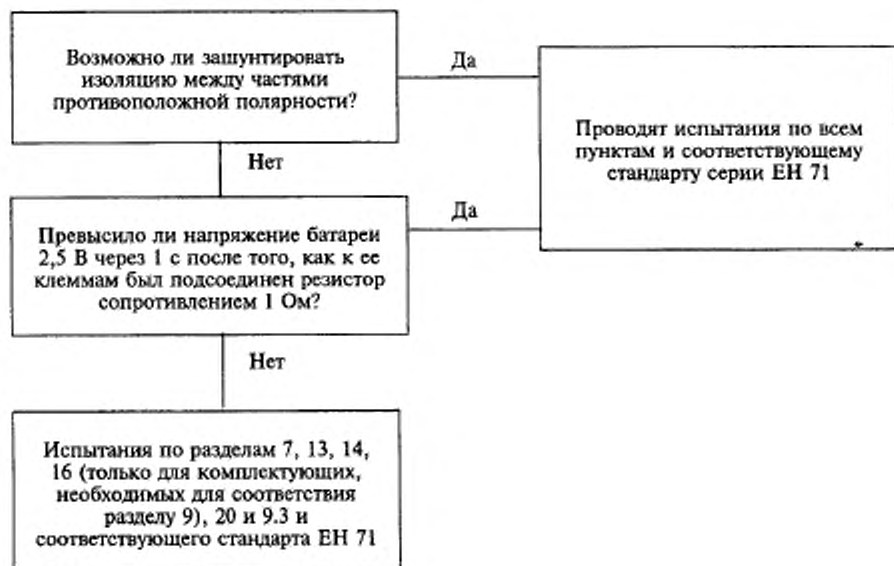 Возможно ли зашунтировать
изоляцию между частями
противоположной полярности?
Да
Проводят испытания по всем
пунктам и соответствующему
стандарту серии ЕН 71
Нет
Превысило ли напряжение батареи
2,5 В через 1 с после того, как к ее
клеммам был подсоединен резистор
сопротивлением 1 Ом?
Да
Нет
Испытания по разделам 7, 13, 14,
16 (только для комплектующих,
необходимых для соответствия
разделу 9), 20 и 9.3 и
соответствующего стандарта ЕН 71